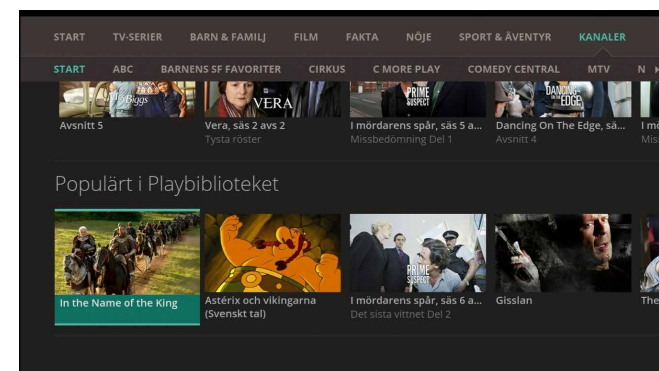 START TV-SERIER BARN & FAMILJ FILM FAKTA NÖJE SPORT & ÄVENTYR KANALER
START ABC BARNENS SF FAVORITER CIRKUS C MORE PLAY COMEDY CENTRAL MTV N
Biggs VERA PRIME SUSPECT DANCING ON THE EDGE
Avsnitt 5 Vera, säs 2 avs 2 I mördarens spår, säs 5 a... Dancing On The Edge, sä... I mö
Tysta röster Missbedömning Del 1 Avsnitt 4 Mis
Populärt i Playbiblioteket
PRIME SUSPECT
In the Name of the King Astérix och vikingarna I mördarens spår, säs 6 a... Gisslan The
(Svenskt tal) Det sista vittnet Del 2